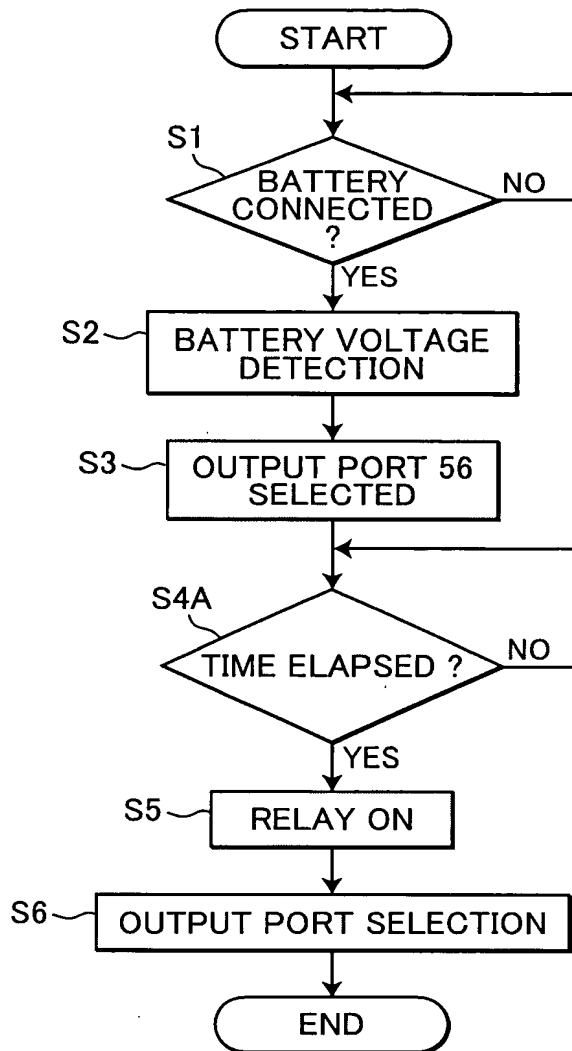 START
S1
BATTERY
CONNECTED
?
NO
YES
S2
BATTERY VOLTAGE
DETECTION
S3
OUTPUT PORT 56
SELECTED
S4A
TIME ELAPSED ?
NO
YES
S5
RELAY ON
S6
OUTPUT PORT SELECTION
END